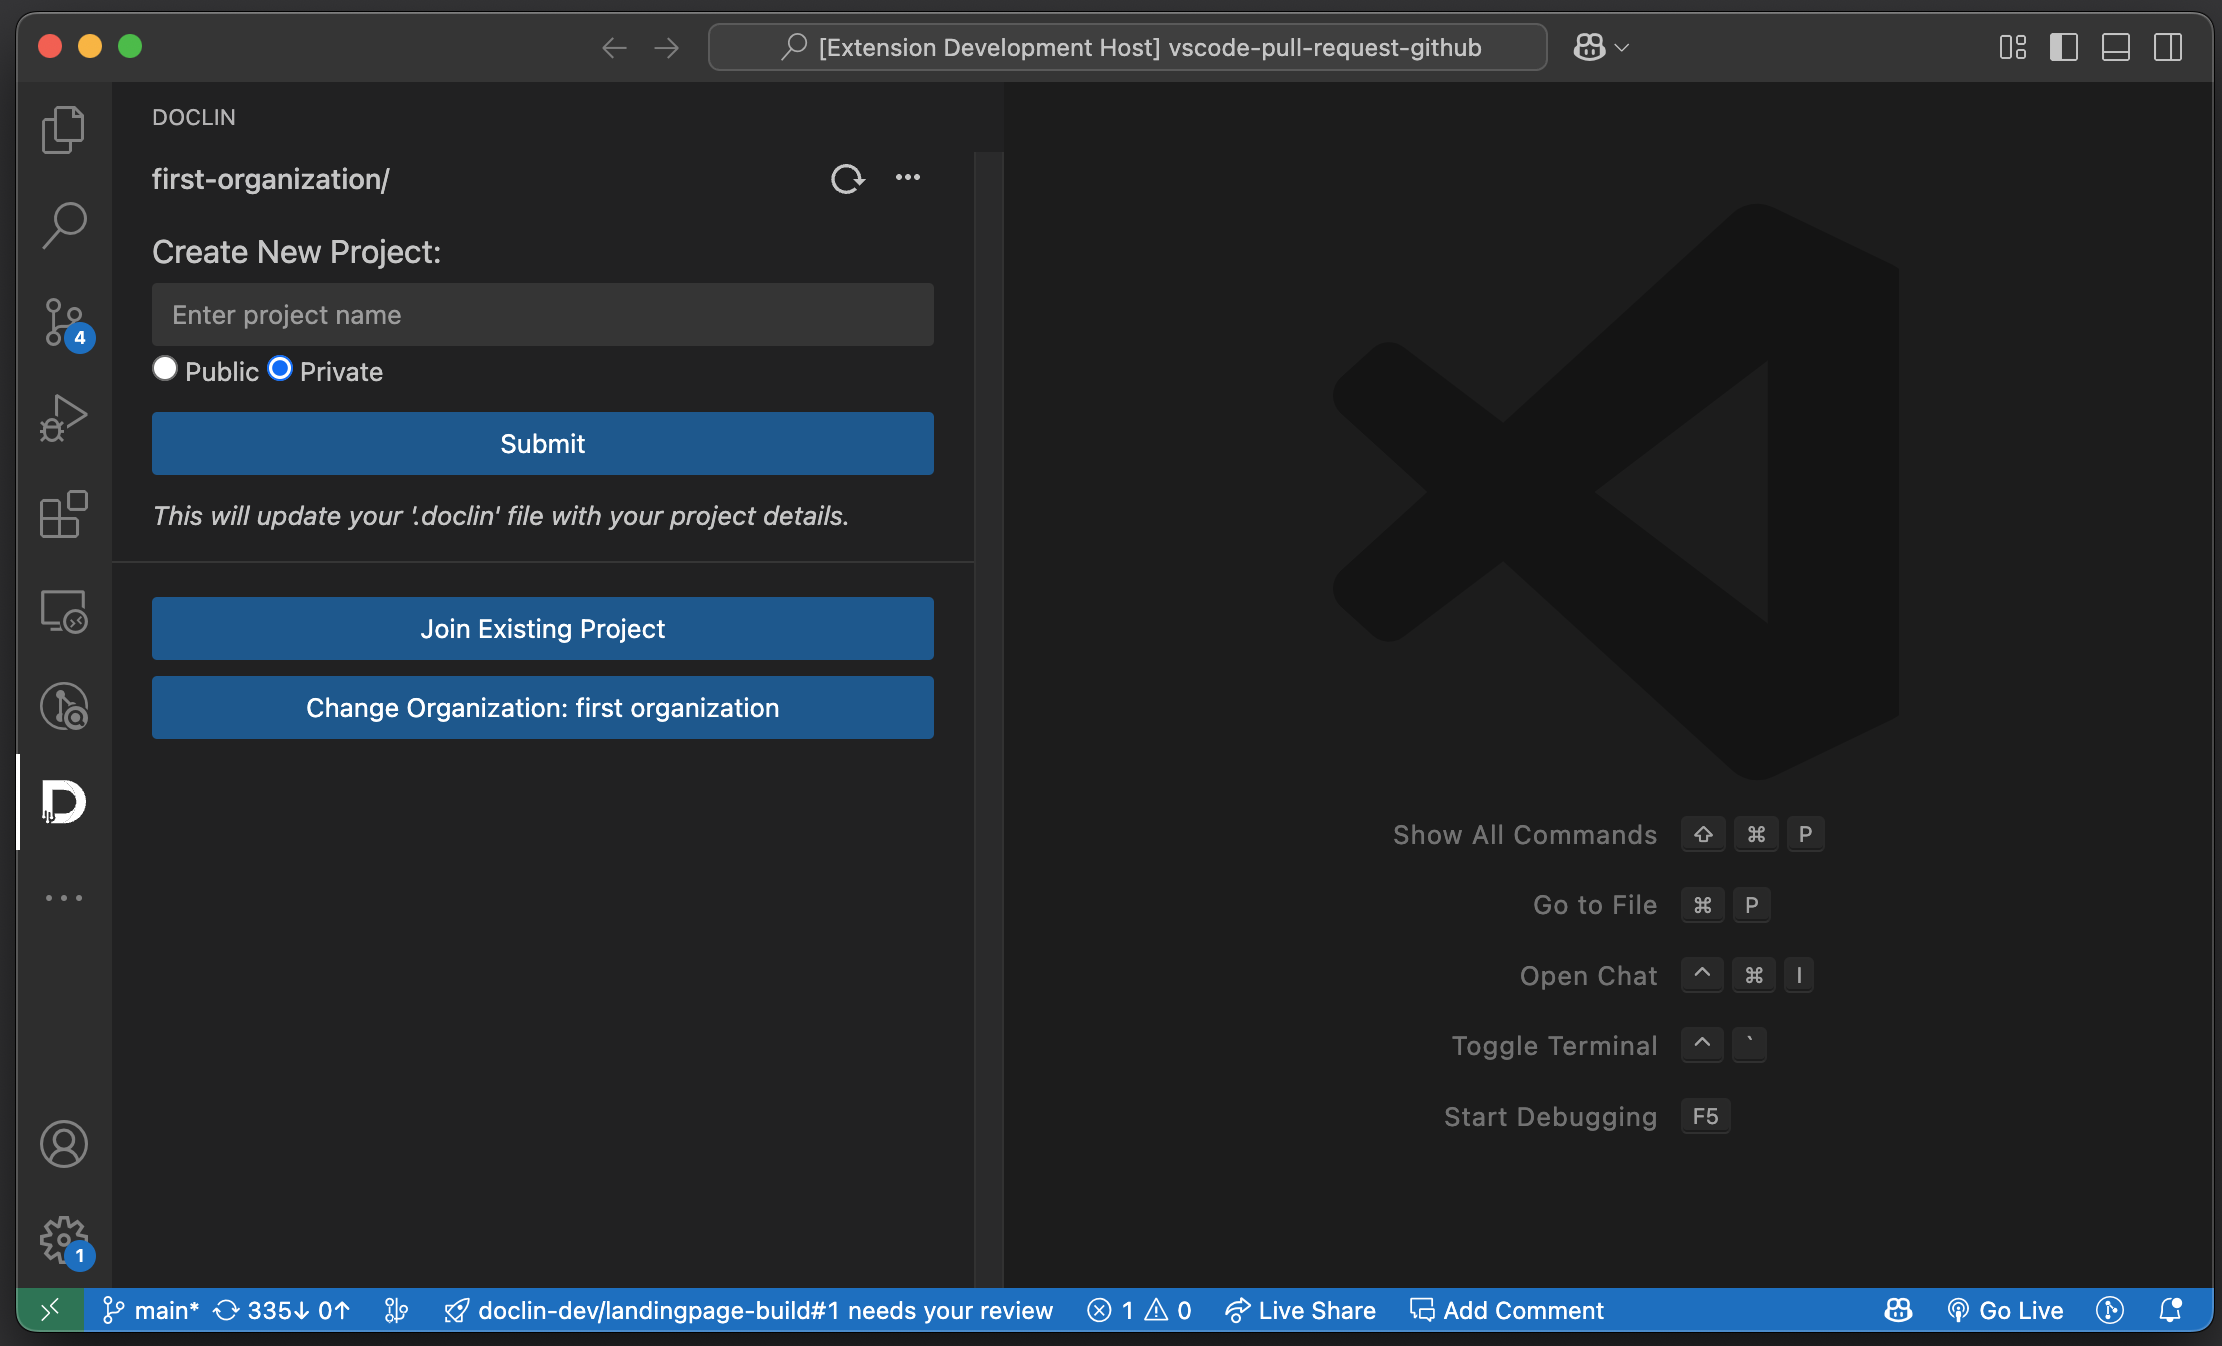 [Extension Development Host] vscode-pull-request-github
DOCLIN
first-organization/
Create New Project:
Enter project name
Public Private
Submit
This will update your '.doclin' file with your project details.
Join Existing Project
Change Organization: first organization
4
D
1
Show All Commands ⇧ ⌘ P
Go to File ⌘ P
Open Chat ^ ⌘ I
Toggle Terminal ^ `
Start Debugging F5
main* 335↓ 0↑ doclin-dev/landingpage-build#1 needs your review 1 0 Live Share Add Comment Go Live